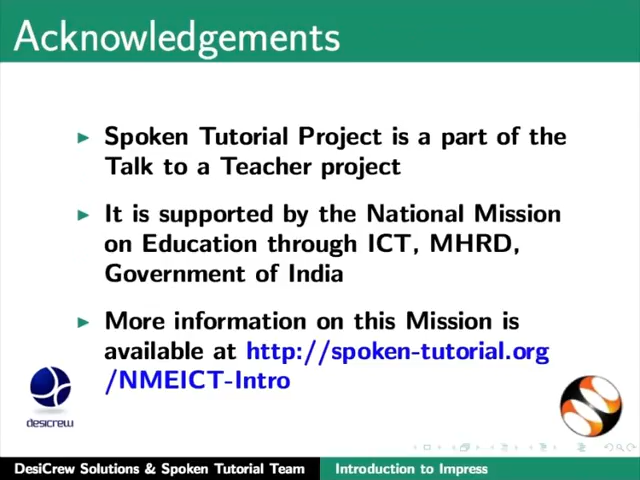 Acknowledgements
Spoken Tutorial Project is a part of the
Talk to a Teacher project
It is supported by the National Mission
on Education through ICT, MHRD,
Government of India
More information on this Mission is
available at http://spoken-tutorial.org
/NMEICT-Intro
desicrew
DesiCrew Solutions & Spoken Tutorial Team
Introduction to Impress